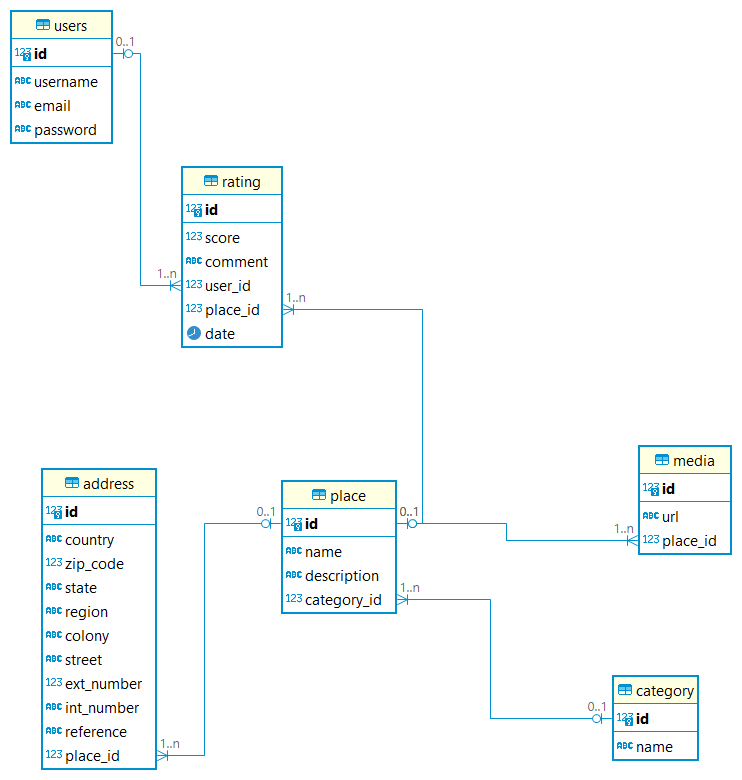 users
123 id
ABC username
ABC email
ABC password
0..1
rating
123 id
123 score
ABC comment
123 user_id
123 place_id
date
1..n
1..n
address
123 id
ABC country
123 zip_code
ABC state
ABC region
ABC colony
ABC street
123 ext_number
ABC int_number
ABC reference
123 place_id
0..1
1..n
place
123 id
ABC name
ABC description
123 category_id
0..1
1..n
media
123 id
ABC url
123 place_id
1..n
category
123 id
ABC name
0..1